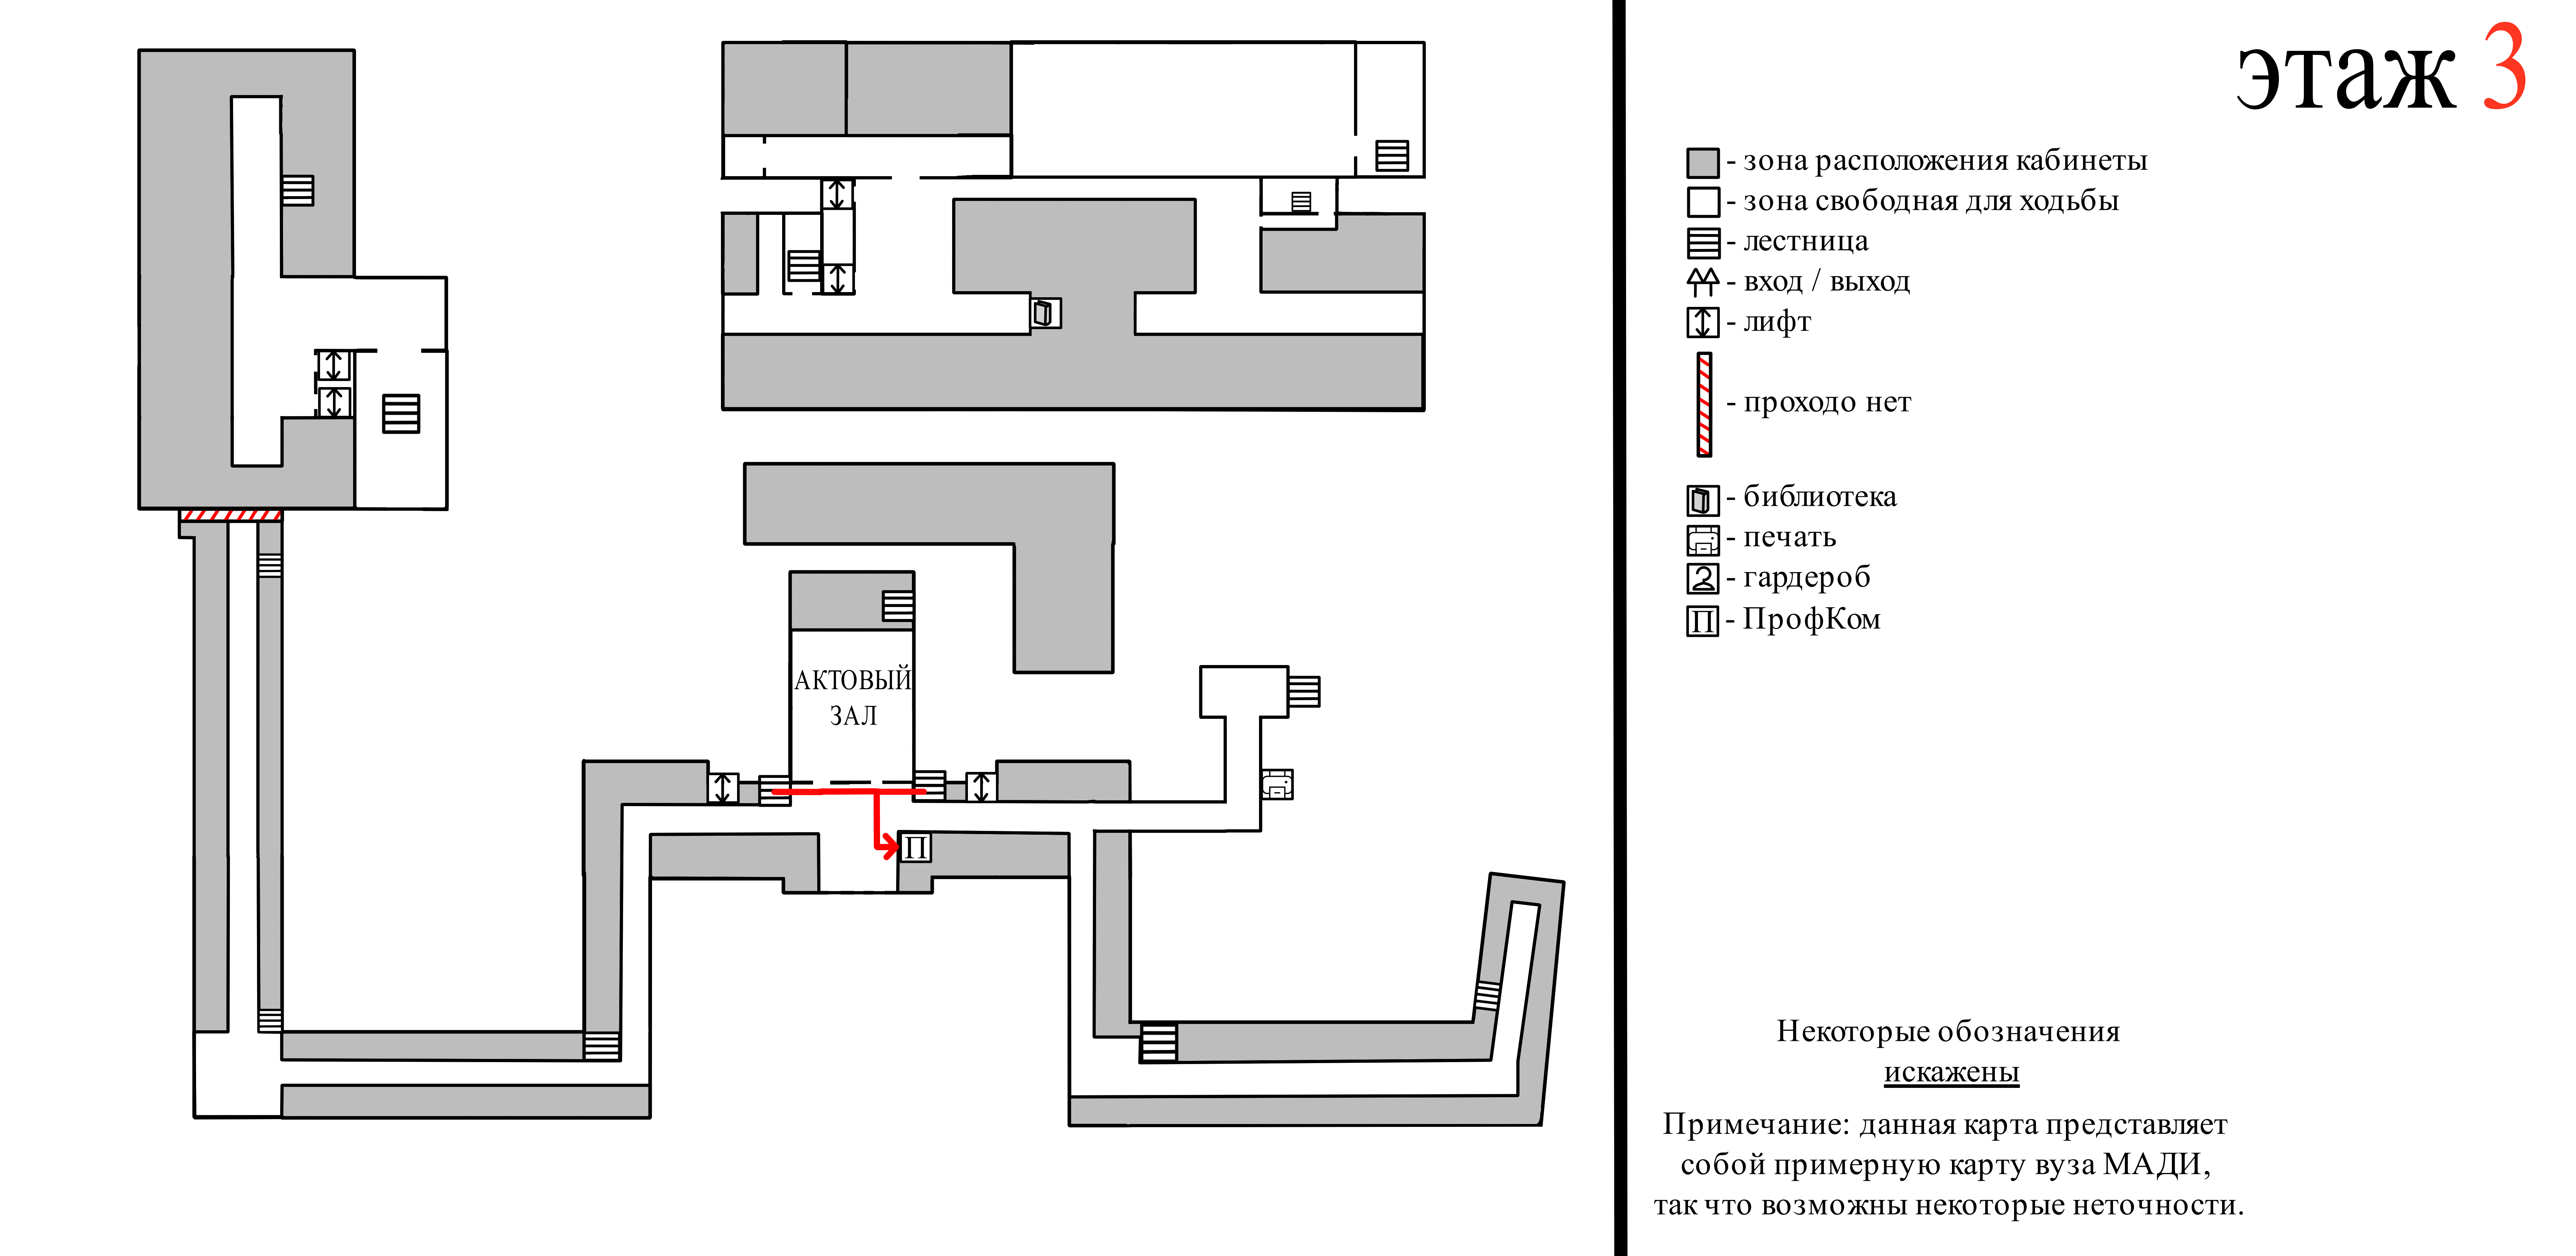 этаж 3
- зона расположения кабинеты
- зона свободная для ходьбы
- лестница
- вход / выход
- лифт
- проходо нет
- библиотека
- печать
- гардероб
П - ПрофКом
АКТОВЫЙ
ЗАЛ
П
Некоторые обозначения
искажены
Примечание: данная карта представляет
собой примерную карту вуза МАДИ,
так что возможны некоторые неточности.